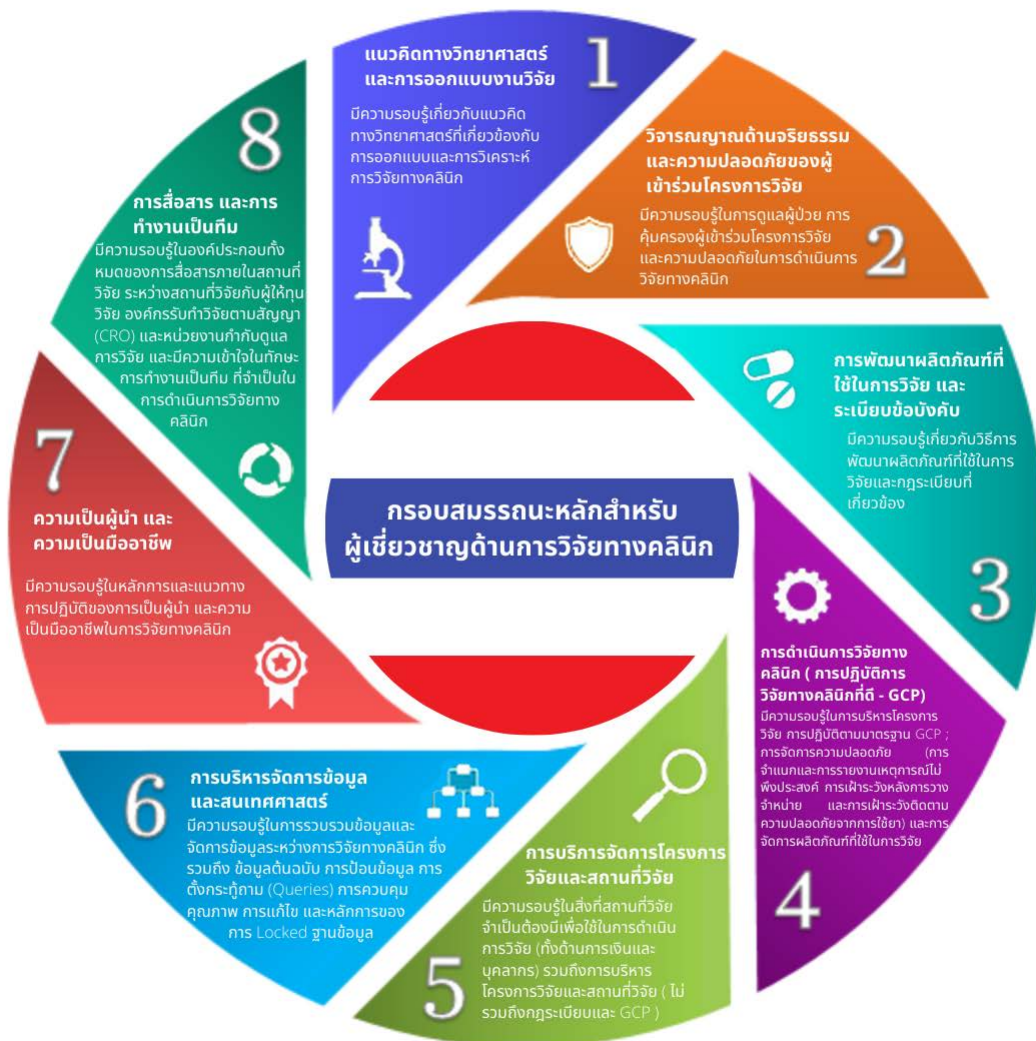 1
แนวคิดทางวิทยาศาสตร์
และการออกแบบงานวิจัย
มีความรอบรู้เกี่ยวกับแนวคิด
ทางวิทยาศาสตร์ที่เกี่ยวข้องกับ
การออกแบบและการวิเคราะห์
การวิจัยทางคลินิก
2
วิจารณญาณด้านจริยธรรม
และความปลอดภัยของผู้
เข้าร่วมโครงการวิจัย
มีความรอบรู้ในการดูแลผู้ป่วย การ
คุ้มครองผู้เข้าร่วมโครงการวิจัย
และความปลอดภัยในการดำเนินการ
วิจัยทางคลินิก
3
การพัฒนาผลิตภัณฑ์ที่
ใช้ในการวิจัย และ
ระเบียบข้อบังคับ
มีความรอบรู้เกี่ยวกับวิธีการ
พัฒนาผลิตภัณฑ์ที่ใช้ในการ
วิจัยและกฎระเบียบที่
เกี่ยวข้อง
4
การดำเนินการวิจัยทาง
คลินิก ( การปฏิบัติการ
วิจัยทางคลินิกที่ดี - GCP)
มีความรอบรู้ในการบริหารโครงการ
วิจัย การปฏิบัติตามมาตรฐาน GCP ;
การจัดการความปลอดภัย (การ
จำแนกและการรายงานเหตุการณ์ไม่
พึงประสงค์ การเฝ้าระวังหลังการวาง
จำหน่าย และการเฝ้าระวังติดตาม
ความปลอดภัยจากการใช้ยา) และการ
จัดการผลิตภัณฑ์ที่ใช้ในการวิจัย
5
การบริการจัดการโครงการ
วิจัยและสถานที่วิจัย
มีความรอบรู้ในสิ่งที่สถานที่วิจัย
จำเป็นต้องมีเพื่อใช้ในการดำเนิน
การวิจัย (ทั้งด้านการเงินและ
บุคลากร) รวมถึงการบริหาร
โครงการวิจัยและสถานที่วิจัย ( ไม่
รวมถึงกฎระเบียบและ GCP )
6
การบริหารจัดการข้อมูล
และสนเทศศาสตร์
มีความรอบรู้ในการรวบรวมข้อมูลและ
จัดการข้อมูลระหว่างการวิจัยทางคลินิก ซึ่ง
รวมถึง ข้อมูลต้นฉบับ การป้อนข้อมูล การ
ตั้งกระทู้ถาม (Queries) การควบคุม
คุณภาพ การแก้ไข และหลักการของ
การ Locked ฐานข้อมูล
7
ความเป็นผู้นำ และ
ความเป็นมืออาชีพ
มีความรอบรู้ในหลักการและแนวทาง
การปฏิบัติของการเป็นผู้นำ และความ
เป็นมืออาชีพในการวิจัยทางคลินิก
8
การสื่อสาร และการ
ทำงานเป็นทีม
มีความรอบรู้ในองค์ประกอบทั้ง
หมดของการสื่อสารภายในสถานที่
วิจัย ระหว่างสถานที่วิจัยกับผู้ให้ทุน
วิจัย องค์กรรับทำวิจัยตามสัญญา
(CRO) และหน่วยงานกำกับดูแล
การวิจัย และมีความเข้าใจในทักษะ
การทำงานเป็นทีม ที่จำเป็นใน
การดำเนินการวิจัยทาง
คลินิก
กรอบสมรรถนะหลักสำหรับ
ผู้เชี่ยวชาญด้านการวิจัยทางคลินิก